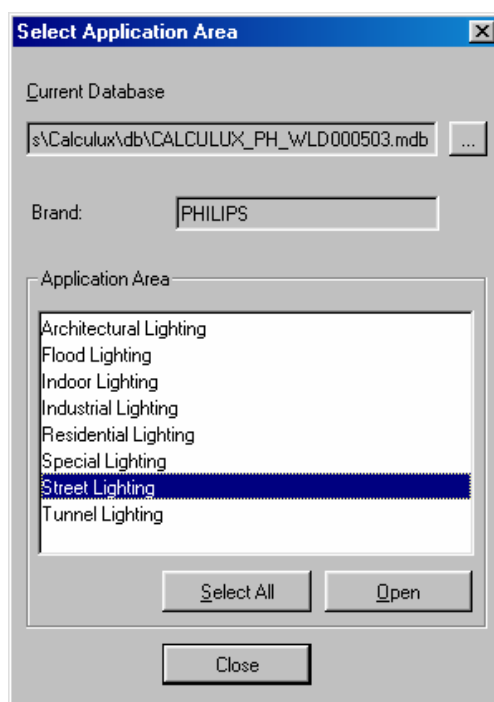 Select Application Area
Current Database
s\Calculux\db\CALCULUX_PH_WLD000503.mdb ...
Brand: PHILIPS
Application Area
Architectural Lighting
Flood Lighting
Indoor Lighting
Industrial Lighting
Residential Lighting
Special Lighting
Street Lighting
Tunnel Lighting
Select All Open
Close